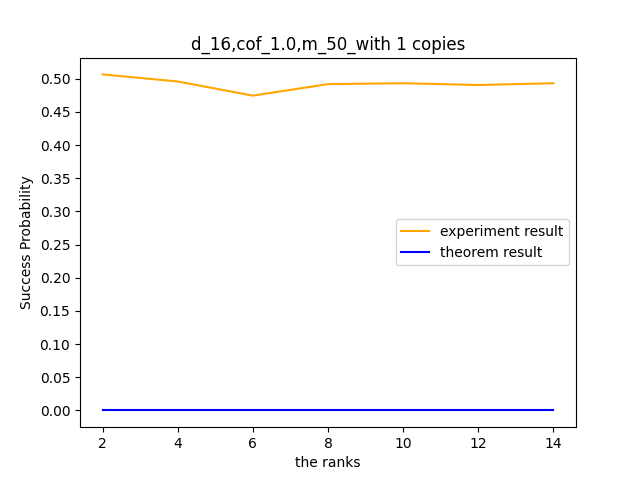 d_16,cof_1.0,m_50_with 1 copies
0.50
0.45
0.40
0.35
0.30
0.25
0.20
0.15
0.10
0.05
0.00
Success Probability
experiment result
theorem result
2 4 6 8 10 12 14
the ranks